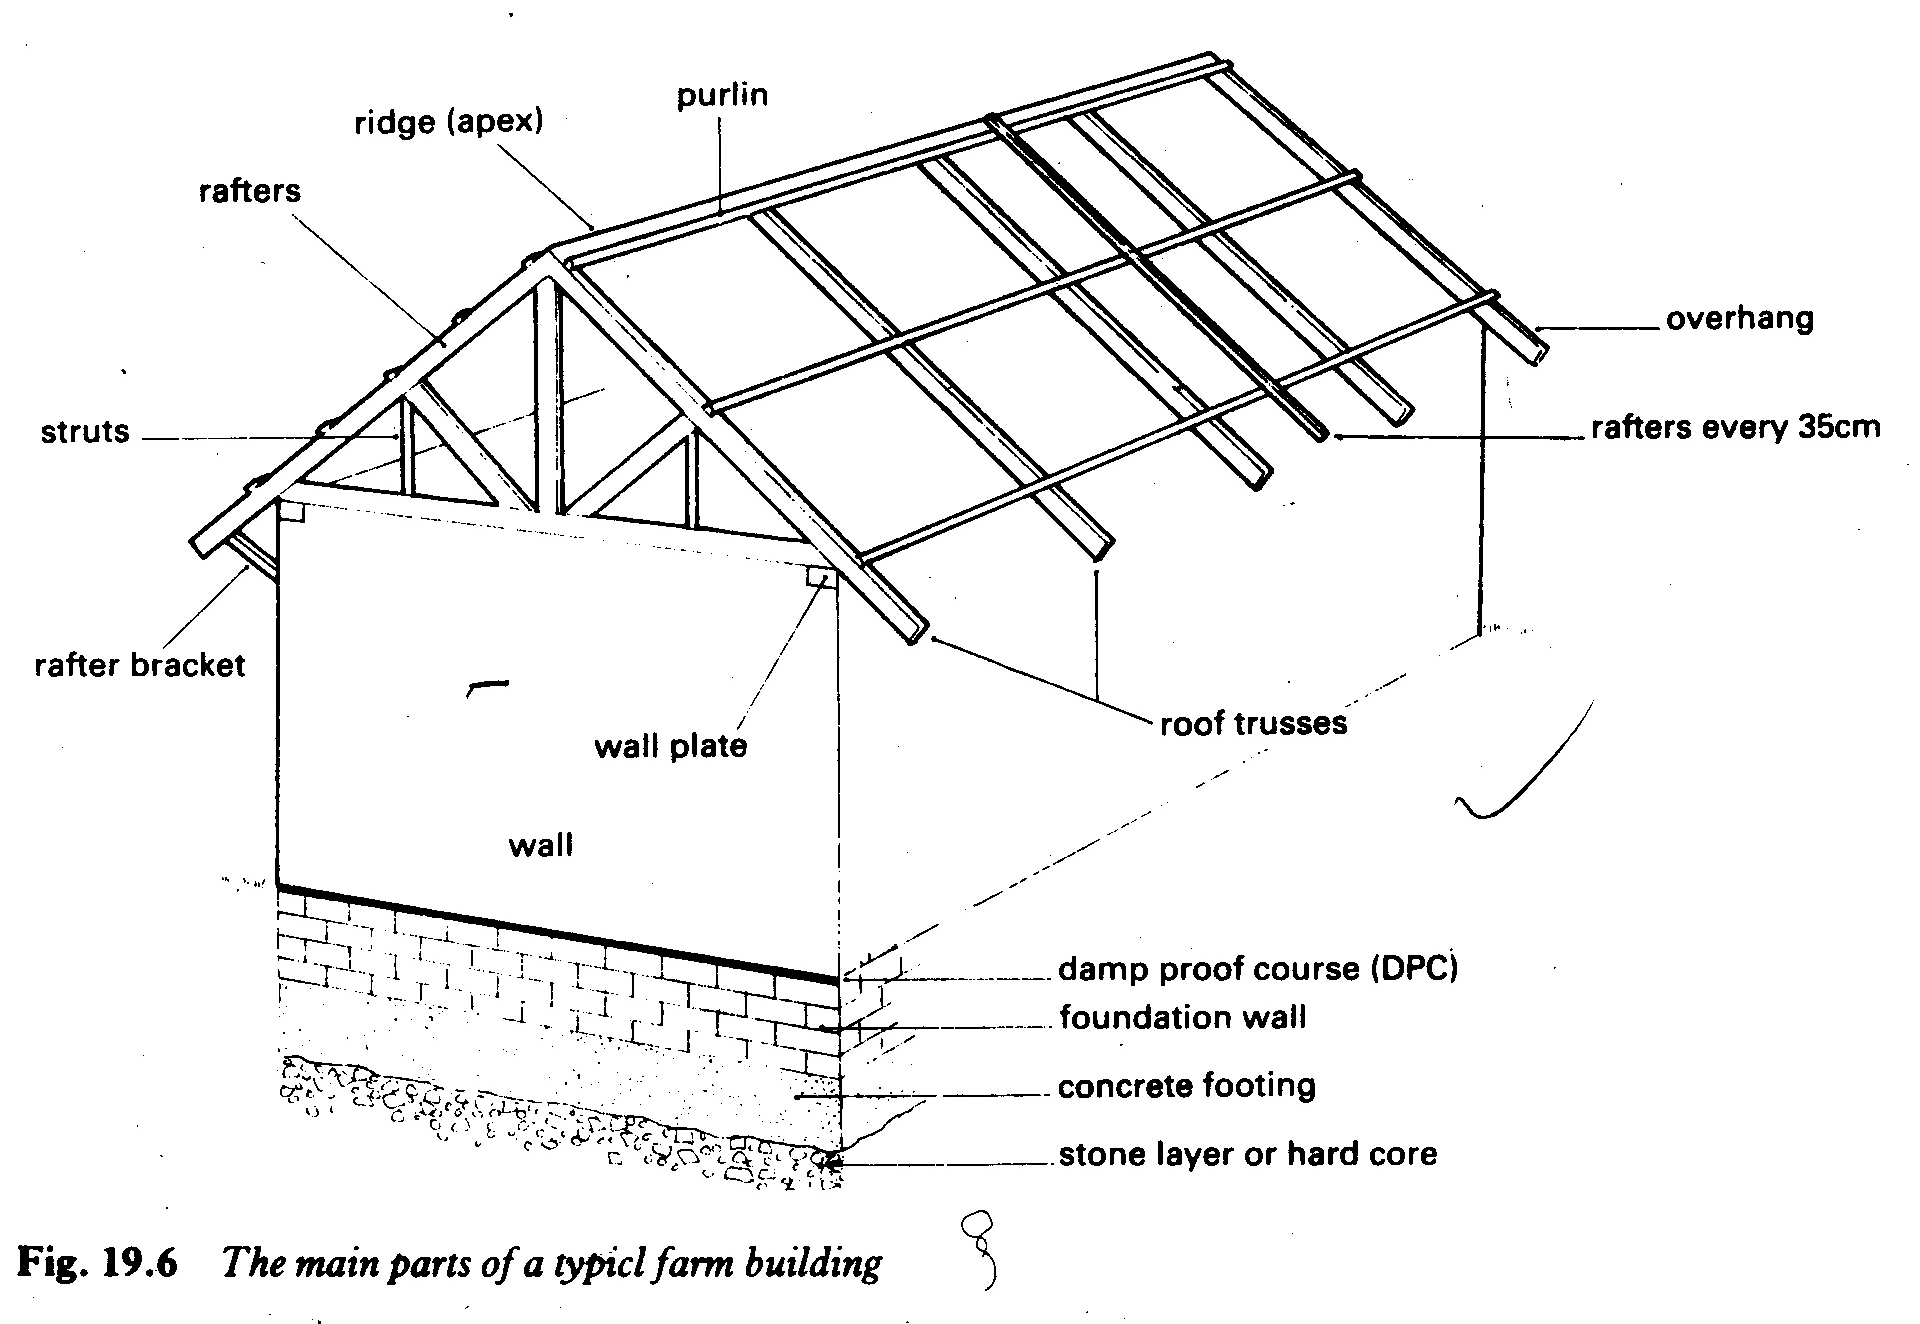 purlin
ridge (apex)
rafters
overhang
struts
rafters every 35cm
rafter bracket
roof trusses
wall plate
wall
damp proof course (DPC)
foundation wall
concrete footing
stone layer or hard core
Fig. 19.6 The main parts of a typicl farm building